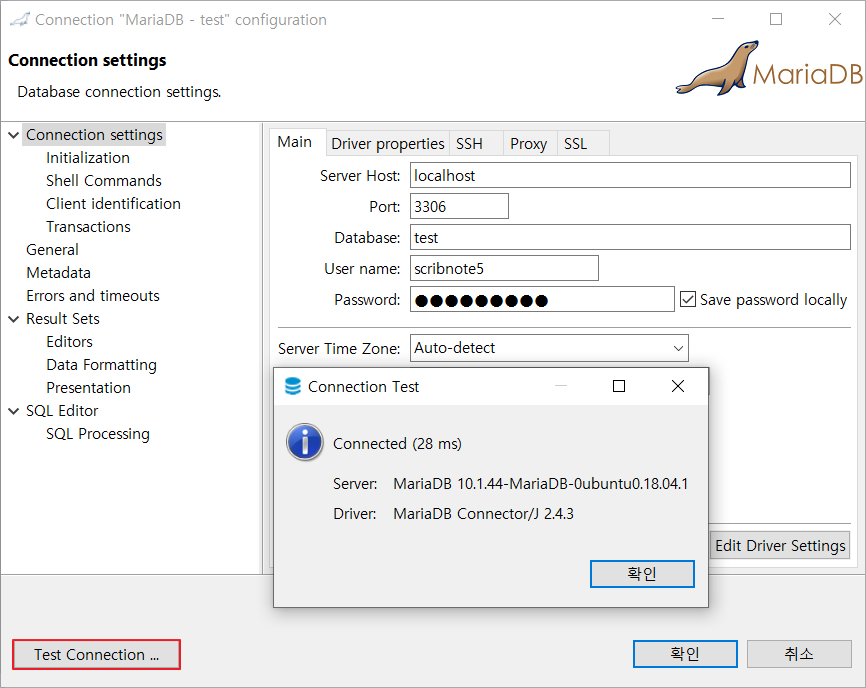 Connection "MariaDB - test" configuration
Connection settings
Database connection settings.
MariaDB
Connection settings
Initialization
Shell Commands
Client identification
Transactions
General
Metadata
Errors and timeouts
Result Sets
Editors
Data Formatting
Presentation
SQL Editor
SQL Processing
Main Driver properties SSH Proxy SSL
Server Host: localhost
Port: 3306
Database: test
User name: scribnote5
Password: ●●●●●●●●● Save password locally
Server Time Zone: Auto-detect
Connection Test
Connected (28 ms)
Server: MariaDB 10.1.44-MariaDB-0ubuntu0.18.04.1
Driver: MariaDB Connector/J 2.4.3
확인
Edit Driver Settings
Test Connection ...
확인
취소